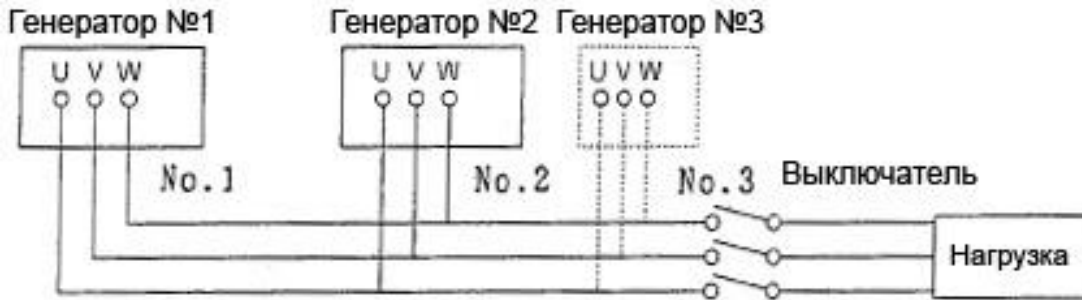 Генератор №1 Генератор №2 Генератор №3
U V W U V W U V W
No.1 No.2 No.3 Выключатель
Нагрузка